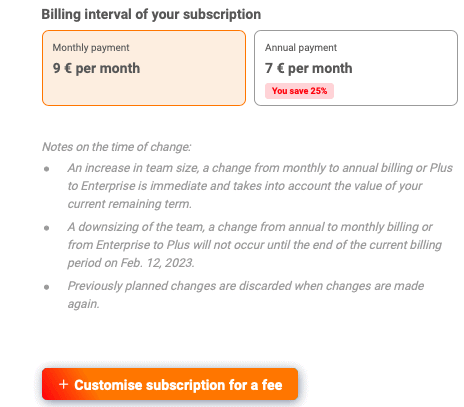 Billing interval of your subscription
Monthly payment
9 € per month
Annual payment
7 € per month
You save 25%
Notes on the time of change:
• An increase in team size, a change from monthly to annual billing or Plus
to Enterprise is immediate and takes into account the value of your
current remaining term.
• A downsizing of the team, a change from annual to monthly billing or
from Enterprise to Plus will not occur until the end of the current billing
period on Feb. 12, 2023.
• Previously planned changes are discarded when changes are made
again.
+ Customise subscription for a fee